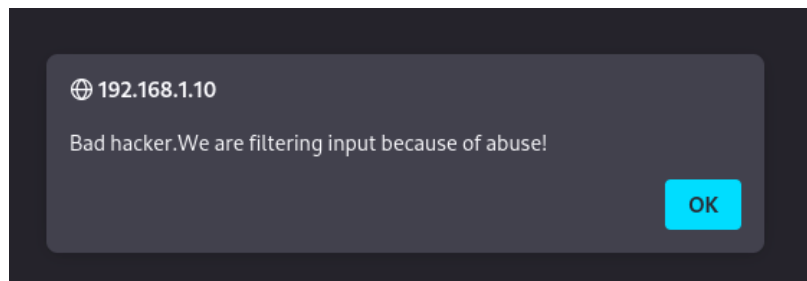 192.168.1.10
Bad hacker.We are filtering input because of abuse!
OK